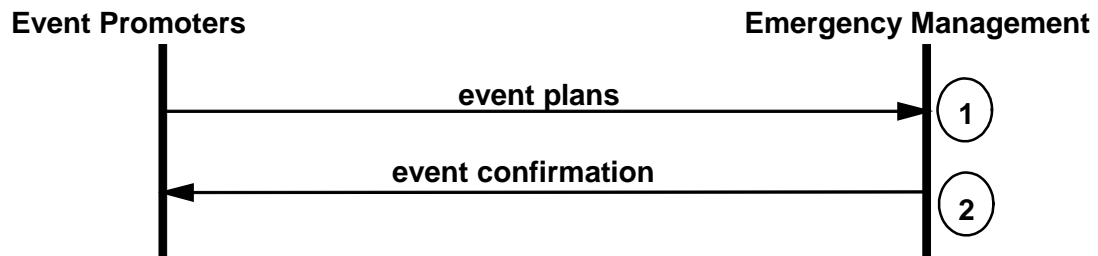 Event Promoters
Emergency Management
event plans
1
event confirmation
2